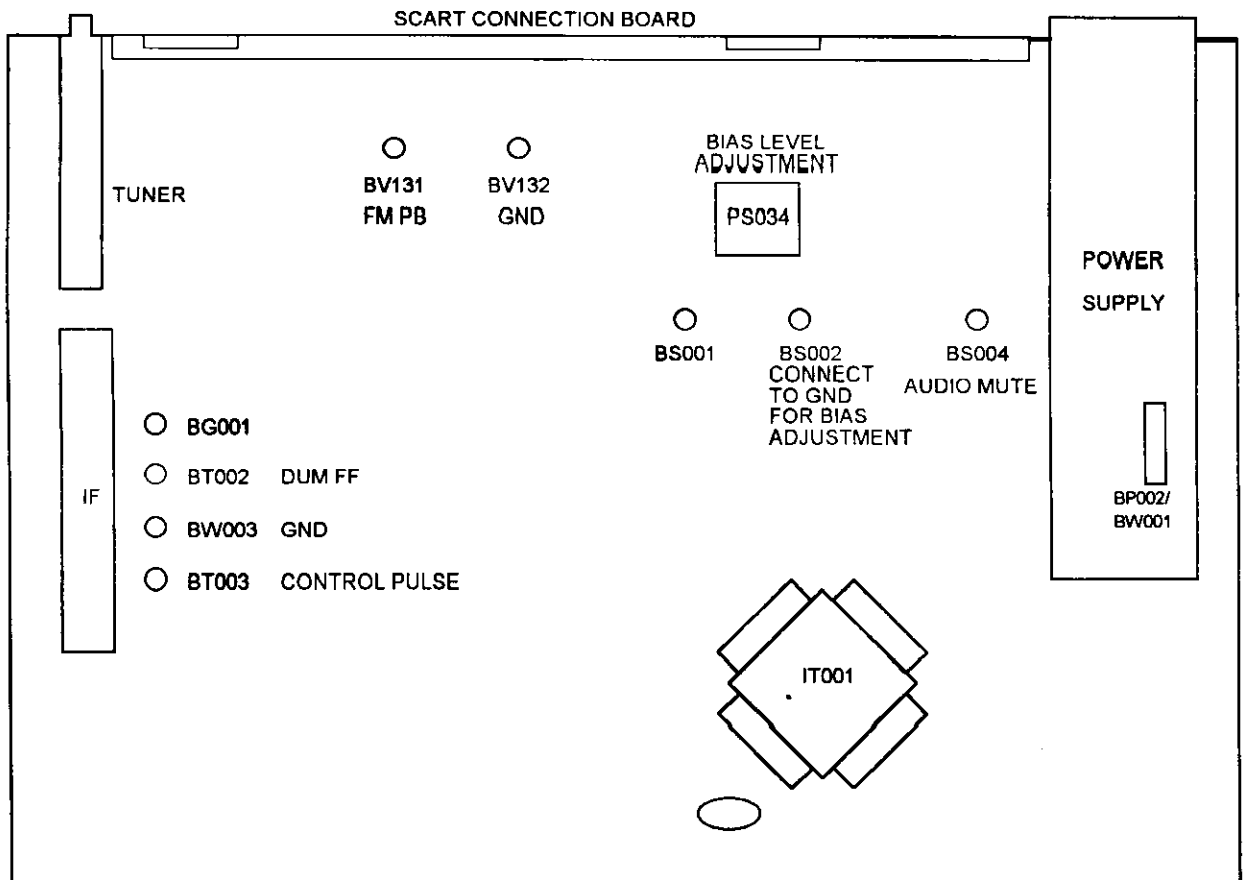 SCART CONNECTION BOARD
TUNER
BV131
FM PB
BV132
GND
BIAS LEVEL
ADJUSTMENT
PS034
POWER
SUPPLY
BS001
BS002
CONNECT
TO GND
FOR BIAS
ADJUSTMENT
BS004
AUDIO MUTE
IF
BG001
BT002 DUM FF
BW003 GND
BT003 CONTROL PULSE
BP002/
BW001
IT001